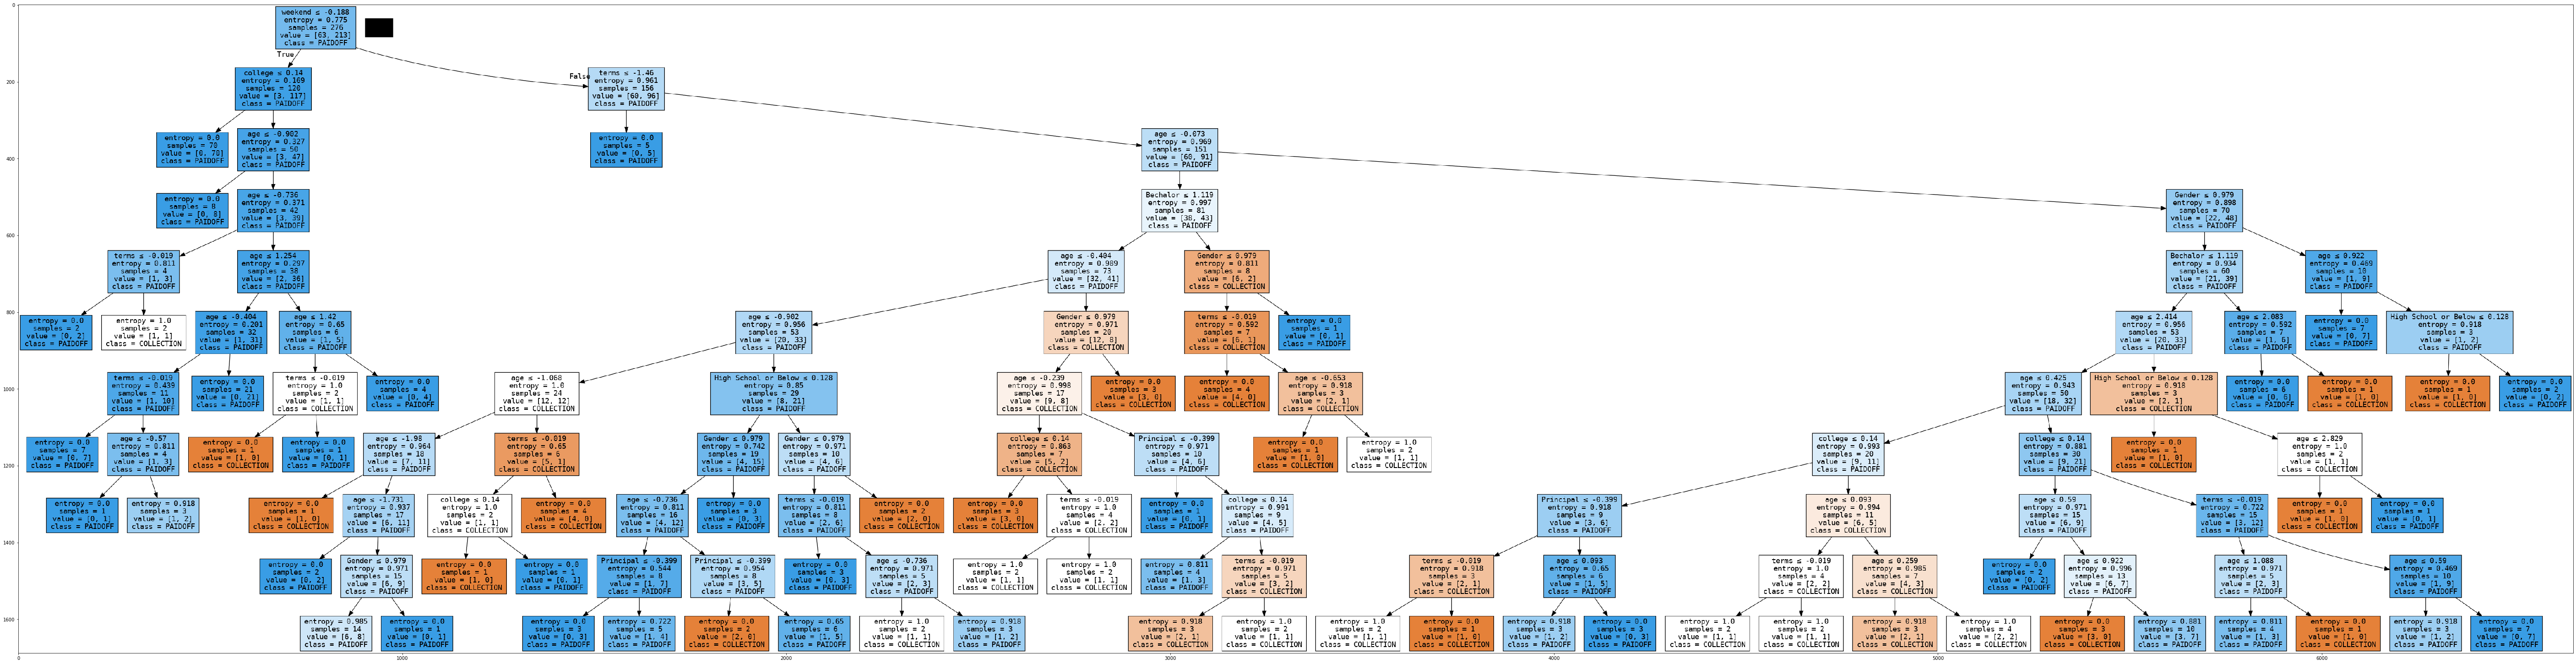 0
200
400
600
800
1000
1200
1400
1600
weekend ≤ -0.188
entropy = 0.775
samples = 276
value = [63, 213]
class = PAIDOFF
True
False
college ≤ 0.14
entropy = 0.169
samples = 120
value = [3, 117]
class = PAIDOFF
terms ≤ -1.46
entropy = 0.961
samples = 156
value = [60, 96]
class = PAIDOFF
entropy = 0.0
samples = 70
value = [0, 70]
class = PAIDOFF
age ≤ -0.902
entropy = 0.327
samples = 50
value = [3, 47]
class = PAIDOFF
entropy = 0.0
samples = 5
value = [0, 5]
class = PAIDOFF
age ≤ -0.073
entropy = 0.969
samples = 151
value = [60, 91]
class = PAIDOFF
entropy = 0.0
samples = 8
value = [0, 8]
class = PAIDOFF
age ≤ -0.736
entropy = 0.371
samples = 42
value = [3, 39]
class = PAIDOFF
Bechalor ≤ 1.119
entropy = 0.997
samples = 81
value = [38, 43]
class = PAIDOFF
Gender ≤ 0.979
entropy = 0.898
samples = 70
value = [22, 48]
class = PAIDOFF
terms ≤ -0.019
entropy = 0.811
samples = 4
value = [1, 3]
class = PAIDOFF
age ≤ 1.254
entropy = 0.297
samples = 38
value = [2, 36]
class = PAIDOFF
age ≤ -0.404
entropy = 0.989
samples = 73
value = [32, 41]
class = PAIDOFF
Gender ≤ 0.979
entropy = 0.811
samples = 8
value = [6, 2]
class = COLLECTION
Bechalor ≤ 1.119
entropy = 0.934
samples = 60
value = [21, 39]
class = PAIDOFF
age ≤ 0.922
entropy = 0.469
samples = 10
value = [1, 9]
class = PAIDOFF
entropy = 0.0
samples = 2
value = [0, 2]
class = PAIDOFF
entropy = 1.0
samples = 2
value = [1, 1]
class = COLLECTION
age ≤ -0.404
entropy = 0.201
samples = 32
value = [1, 31]
class = PAIDOFF
age ≤ 1.42
entropy = 0.65
samples = 6
value = [1, 5]
class = PAIDOFF
age ≤ -0.902
entropy = 0.956
samples = 53
value = [20, 33]
class = PAIDOFF
Gender ≤ 0.979
entropy = 0.971
samples = 20
value = [12, 8]
class = COLLECTION
terms ≤ -0.019
entropy = 0.592
samples = 7
value = [6, 1]
class = COLLECTION
entropy = 0.0
samples = 1
value = [0, 1]
class = PAIDOFF
age ≤ 2.414
entropy = 0.956
samples = 53
value = [20, 33]
class = PAIDOFF
age ≤ 2.083
entropy = 0.592
samples = 7
value = [1, 6]
class = PAIDOFF
entropy = 0.0
samples = 7
value = [0, 7]
class = PAIDOFF
High School or Below ≤ 0.128
entropy = 0.918
samples = 3
value = [1, 2]
class = PAIDOFF
terms ≤ -0.019
entropy = 0.439
samples = 11
value = [1, 10]
class = PAIDOFF
entropy = 0.0
samples = 21
value = [0, 21]
class = PAIDOFF
terms ≤ -0.019
entropy = 1.0
samples = 2
value = [1, 1]
class = COLLECTION
entropy = 0.0
samples = 4
value = [0, 4]
class = PAIDOFF
age ≤ -1.068
entropy = 1.0
samples = 24
value = [12, 12]
class = COLLECTION
High School or Below ≤ 0.128
entropy = 0.85
samples = 29
value = [8, 21]
class = PAIDOFF
age ≤ -0.239
entropy = 0.998
samples = 17
value = [9, 8]
class = COLLECTION
entropy = 0.0
samples = 3
value = [3, 0]
class = COLLECTION
entropy = 0.0
samples = 4
value = [4, 0]
class = COLLECTION
age ≤ -0.653
entropy = 0.918
samples = 3
value = [2, 1]
class = COLLECTION
age ≤ 0.425
entropy = 0.943
samples = 50
value = [18, 32]
class = PAIDOFF
High School or Below ≤ 0.128
entropy = 0.918
samples = 3
value = [2, 1]
class = COLLECTION
entropy = 0.0
samples = 6
value = [0, 6]
class = PAIDOFF
entropy = 0.0
samples = 1
value = [1, 0]
class = COLLECTION
entropy = 0.0
samples = 1
value = [1, 0]
class = COLLECTION
entropy = 0.0
samples = 2
value = [0, 2]
class = PAIDOFF
entropy = 0.0
samples = 7
value = [0, 7]
class = PAIDOFF
age ≤ -0.57
entropy = 0.811
samples = 4
value = [1, 3]
class = PAIDOFF
entropy = 0.0
samples = 1
value = [1, 0]
class = COLLECTION
entropy = 0.0
samples = 1
value = [0, 1]
class = PAIDOFF
age ≤ -1.98
entropy = 0.964
samples = 18
value = [7, 11]
class = PAIDOFF
terms ≤ -0.019
entropy = 0.65
samples = 6
value = [5, 1]
class = COLLECTION
Gender ≤ 0.979
entropy = 0.742
samples = 19
value = [4, 15]
class = PAIDOFF
Gender ≤ 0.979
entropy = 0.971
samples = 10
value = [4, 6]
class = PAIDOFF
college ≤ 0.14
entropy = 0.863
samples = 7
value = [5, 2]
class = COLLECTION
Principal ≤ -0.399
entropy = 0.971
samples = 10
value = [4, 6]
class = PAIDOFF
entropy = 0.0
samples = 1
value = [1, 0]
class = COLLECTION
entropy = 1.0
samples = 2
value = [1, 1]
class = COLLECTION
college ≤ 0.14
entropy = 0.993
samples = 20
value = [9, 11]
class = PAIDOFF
college ≤ 0.14
entropy = 0.881
samples = 30
value = [9, 21]
class = PAIDOFF
entropy = 0.0
samples = 1
value = [1, 0]
class = COLLECTION
age ≤ 2.829
entropy = 1.0
samples = 2
value = [1, 1]
class = COLLECTION
entropy = 0.0
samples = 1
value = [0, 1]
class = PAIDOFF
entropy = 0.918
samples = 3
value = [1, 2]
class = PAIDOFF
entropy = 0.0
samples = 1
value = [1, 0]
class = COLLECTION
age ≤ -1.731
entropy = 0.937
samples = 17
value = [6, 11]
class = PAIDOFF
college ≤ 0.14
entropy = 1.0
samples = 2
value = [1, 1]
class = COLLECTION
entropy = 0.0
samples = 4
value = [4, 0]
class = COLLECTION
age ≤ -0.736
entropy = 0.811
samples = 16
value = [4, 12]
class = PAIDOFF
entropy = 0.0
samples = 3
value = [0, 3]
class = PAIDOFF
terms ≤ -0.019
entropy = 0.811
samples = 8
value = [2, 6]
class = PAIDOFF
entropy = 0.0
samples = 2
value = [2, 0]
class = COLLECTION
entropy = 0.0
samples = 3
value = [3, 0]
class = COLLECTION
terms ≤ -0.019
entropy = 1.0
samples = 4
value = [2, 2]
class = COLLECTION
entropy = 0.0
samples = 1
value = [0, 1]
class = PAIDOFF
college ≤ 0.14
entropy = 0.991
samples = 9
value = [4, 5]
class = PAIDOFF
Principal ≤ -0.399
entropy = 0.918
samples = 9
value = [3, 6]
class = PAIDOFF
age ≤ 0.093
entropy = 0.994
samples = 11
value = [6, 5]
class = COLLECTION
age ≤ 0.59
entropy = 0.971
samples = 15
value = [6, 9]
class = PAIDOFF
terms ≤ -0.019
entropy = 0.722
samples = 15
value = [3, 12]
class = PAIDOFF
entropy = 0.0
samples = 1
value = [1, 0]
class = COLLECTION
entropy = 0.0
samples = 1
value = [0, 1]
class = PAIDOFF
entropy = 0.0
samples = 2
value = [0, 2]
class = PAIDOFF
Gender ≤ 0.979
entropy = 0.971
samples = 15
value = [6, 9]
class = PAIDOFF
entropy = 0.0
samples = 1
value = [1, 0]
class = COLLECTION
entropy = 0.0
samples = 1
value = [0, 1]
class = PAIDOFF
Principal ≤ -0.399
entropy = 0.544
samples = 8
value = [1, 7]
class = PAIDOFF
Principal ≤ -0.399
entropy = 0.954
samples = 8
value = [3, 5]
class = PAIDOFF
entropy = 0.0
samples = 3
value = [0, 3]
class = PAIDOFF
age ≤ -0.736
entropy = 0.971
samples = 5
value = [2, 3]
class = PAIDOFF
entropy = 1.0
samples = 2
value = [1, 1]
class = COLLECTION
entropy = 1.0
samples = 2
value = [1, 1]
class = COLLECTION
entropy = 0.811
samples = 4
value = [1, 3]
class = PAIDOFF
terms ≤ -0.019
entropy = 0.971
samples = 5
value = [3, 2]
class = COLLECTION
terms ≤ -0.019
entropy = 0.918
samples = 3
value = [2, 1]
class = COLLECTION
age ≤ 0.093
entropy = 0.65
samples = 6
value = [1, 5]
class = PAIDOFF
terms ≤ -0.019
entropy = 1.0
samples = 4
value = [2, 2]
class = COLLECTION
age ≤ 0.259
entropy = 0.985
samples = 7
value = [4, 3]
class = COLLECTION
entropy = 0.0
samples = 2
value = [0, 2]
class = PAIDOFF
age ≤ 0.922
entropy = 0.996
samples = 13
value = [6, 7]
class = PAIDOFF
age ≤ 1.088
entropy = 0.971
samples = 5
value = [2, 3]
class = PAIDOFF
age ≤ 0.59
entropy = 0.469
samples = 10
value = [1, 9]
class = PAIDOFF
entropy = 0.985
samples = 14
value = [6, 8]
class = PAIDOFF
entropy = 0.0
samples = 1
value = [0, 1]
class = PAIDOFF
entropy = 0.0
samples = 3
value = [0, 3]
class = PAIDOFF
entropy = 0.722
samples = 5
value = [1, 4]
class = PAIDOFF
entropy = 0.0
samples = 2
value = [2, 0]
class = COLLECTION
entropy = 0.65
samples = 6
value = [1, 5]
class = PAIDOFF
entropy = 1.0
samples = 2
value = [1, 1]
class = COLLECTION
entropy = 0.918
samples = 3
value = [1, 2]
class = PAIDOFF
entropy = 0.918
samples = 3
value = [2, 1]
class = COLLECTION
entropy = 1.0
samples = 2
value = [1, 1]
class = COLLECTION
entropy = 1.0
samples = 2
value = [1, 1]
class = COLLECTION
entropy = 0.0
samples = 1
value = [1, 0]
class = COLLECTION
entropy = 0.918
samples = 3
value = [1, 2]
class = PAIDOFF
entropy = 0.0
samples = 3
value = [0, 3]
class = PAIDOFF
entropy = 1.0
samples = 2
value = [1, 1]
class = COLLECTION
entropy = 1.0
samples = 2
value = [1, 1]
class = COLLECTION
entropy = 0.918
samples = 3
value = [2, 1]
class = COLLECTION
entropy = 1.0
samples = 4
value = [2, 2]
class = COLLECTION
entropy = 0.0
samples = 3
value = [3, 0]
class = COLLECTION
entropy = 0.881
samples = 10
value = [3, 7]
class = PAIDOFF
entropy = 0.811
samples = 4
value = [1, 3]
class = PAIDOFF
entropy = 0.0
samples = 1
value = [1, 0]
class = COLLECTION
entropy = 0.918
samples = 3
value = [1, 2]
class = PAIDOFF
entropy = 0.0
samples = 7
value = [0, 7]
class = PAIDOFF
0
1000
2000
3000
4000
5000
6000